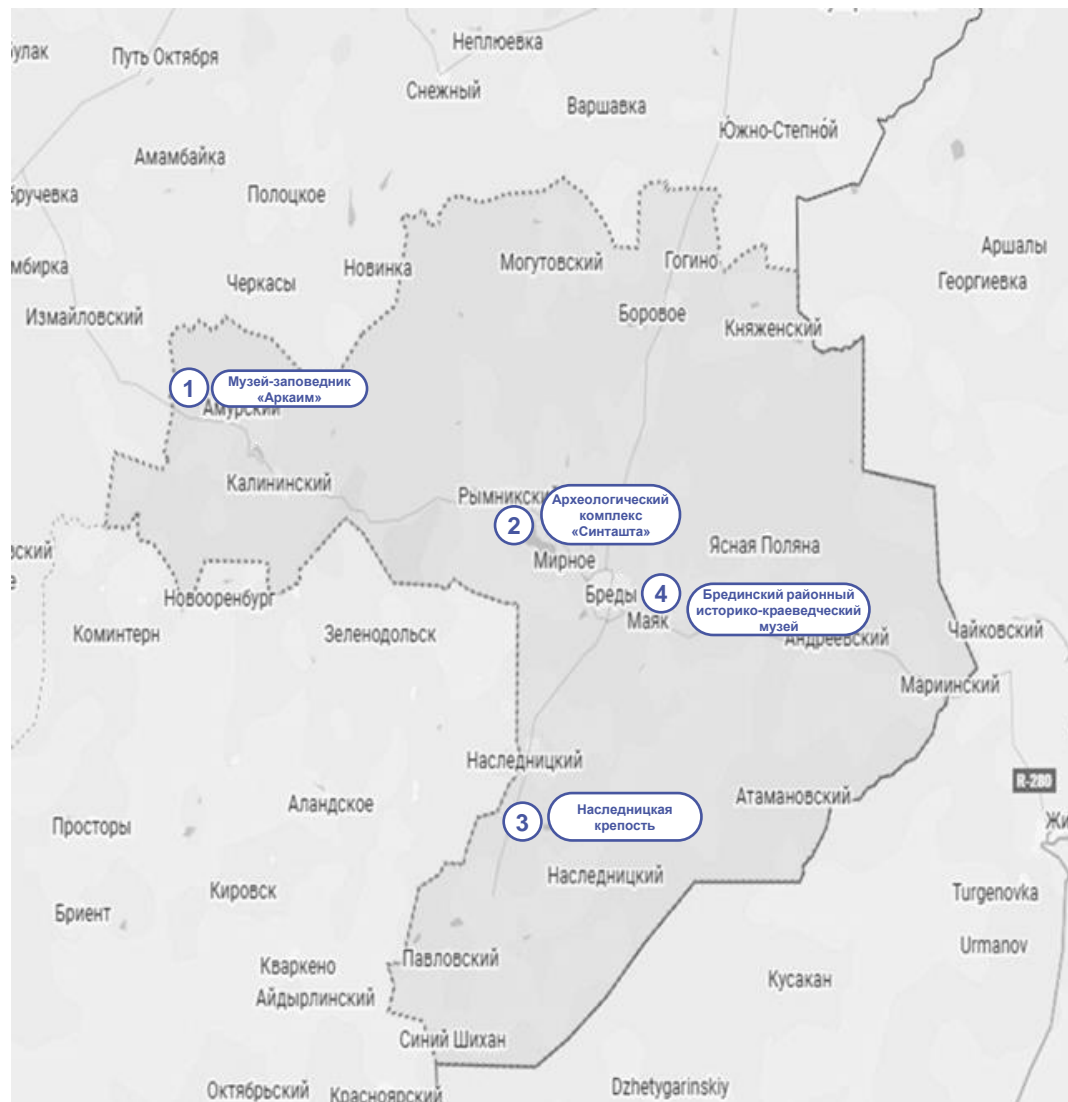 Неплюевка
Путь Октября
Снежный
Варшавка
Южно-Степной
Амамбайка
Полоцкое
Аршалы
Могутовский
Гогино
Новинка
Черкасы
Георгиевка
Измайловский
Боровое
Княженский
1
Музей-заповедник
«Аркаим»
Амурский
Калининский
Рымникский
2
Археологический
комплекс
«Синташта»
Ясная Поляна
Мирное
Бреды
4
Брединский районный
историко-краеведческий
музей
Новооренбург
Маяк
Коминтерн
Зеленодольск
Андреевский
Чайковский
Мариинский
Наследницкий
R-280
Атамановский
Аландское
3
Наследницкая
крепость
Просторы
Наследницкий
Кировск
Turgenovka
Бриент
Urmanov
Павловский
Кваркено
Кусакан
Айдырлинский
Синий Шихан
Октябрьский
Красноярский
Dzhetygarinskiy